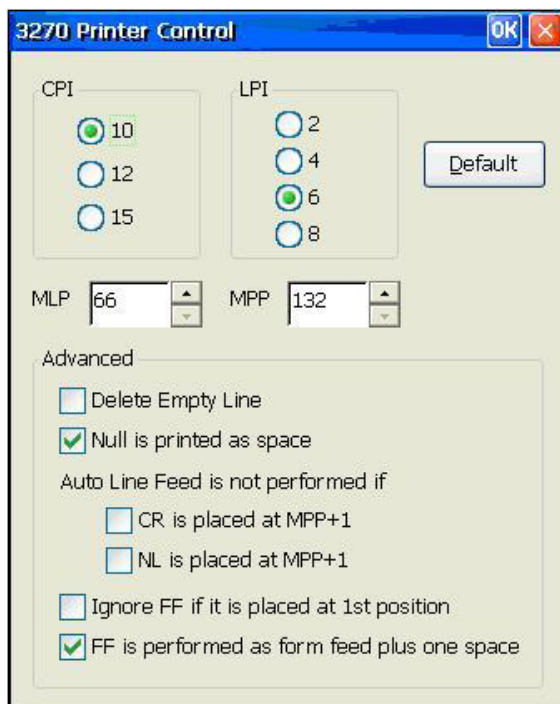 3270 Printer Control OK
CPI
10
12
15
LPI
2
4
6
8
Default
MLP 66 MPP 132
Advanced
Delete Empty Line
Null is printed as space
Auto Line Feed is not performed if
CR is placed at MPP+1
NL is placed at MPP+1
Ignore FF if it is placed at 1st position
FF is performed as form feed plus one space